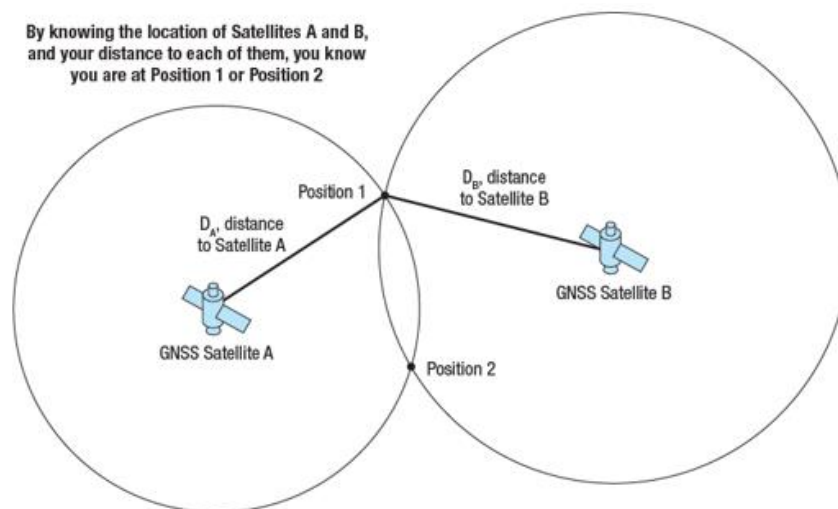 By knowing the location of Satellites A and B,
and your distance to each of them, you know
you are at Position 1 or Position 2
Position 1
D_B, distance
to Satellite B
D_A, distance
to Satellite A
GNSS Satellite B
GNSS Satellite A
Position 2